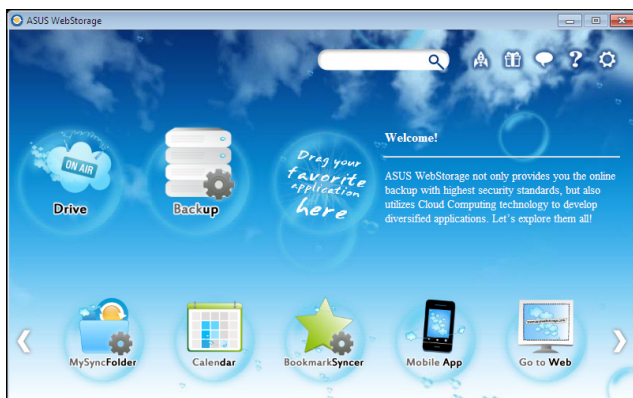 ASUS WebStorage
Welcome!
ASUS WebStorage not only provides you the online
backup with highest security standards, but also
utilizes Cloud Computing technology to develop
diversified applications. Let's explore them all!
ON AIR
Drive
Backup
Drag your
favorite
application
here
MySyncFolder
Calendar
BookmarkSyncer
Mobile App
Go to Web